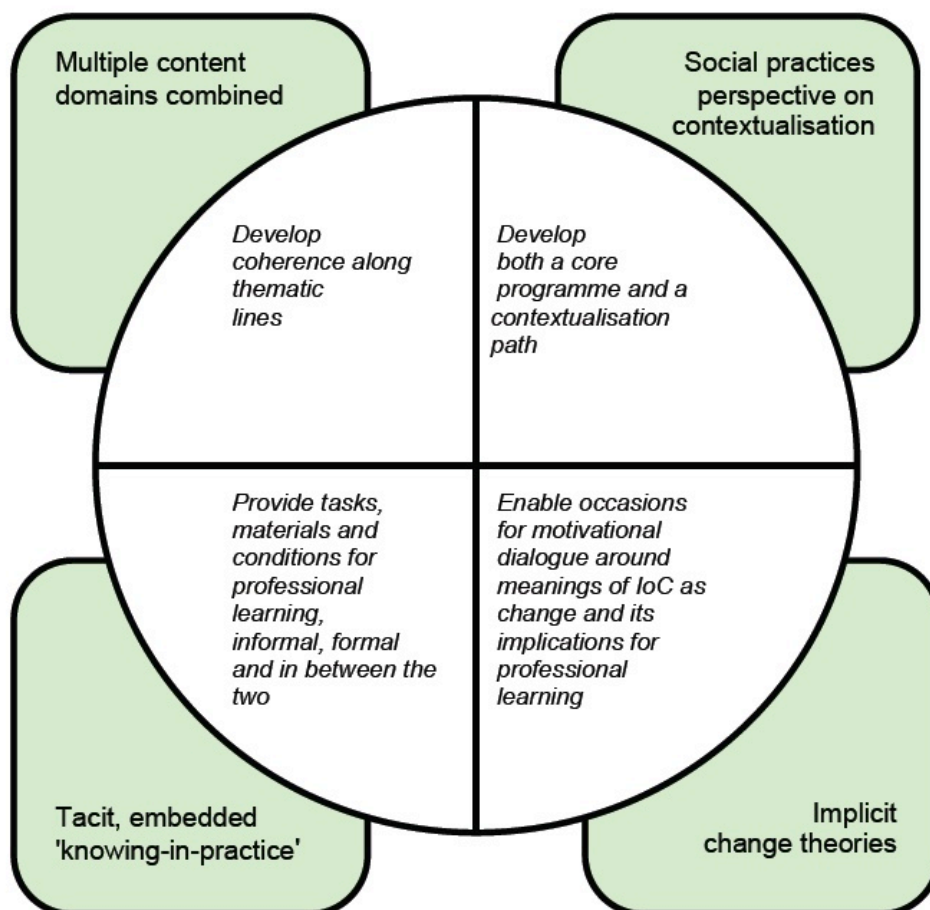 Multiple content
domains combined
Social practices
perspective on
contextualisation
Develop
coherence along
thematic
lines
Develop
both a core
programme and a
contextualisation
path
Provide tasks,
materials and
conditions for
professional
learning,
informal, formal
and in between the
two
Enable occasions
for motivational
dialogue around
meanings of IoC as
change and its
implications for
professional
learning
Tacit, embedded
'knowing-in-practice'
Implicit
change theories